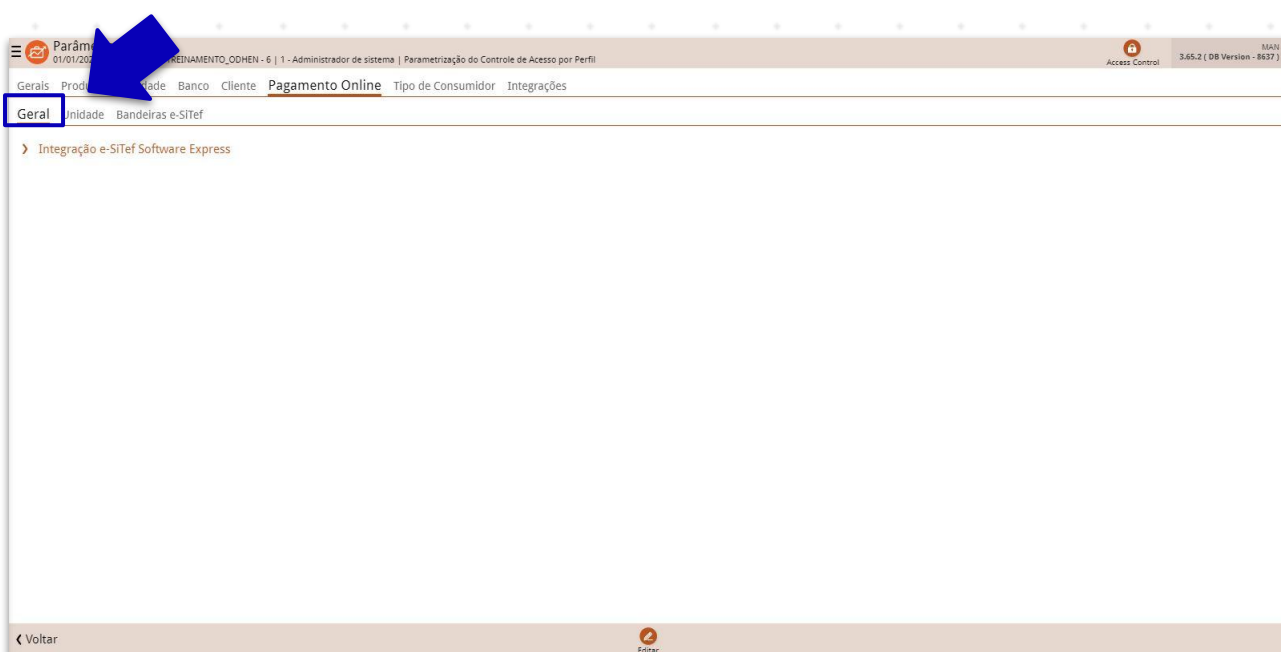 Parâme
01/01/202 REINAMENTO_ODHEN - 6 | 1 - Administrador de sistema | Parametrização do Controle de Acesso por Perfil
Access Control
MAN
3.65.2 ( DB Version - 8637 )
Gerais Produ dade Banco Cliente Pagamento Online Tipo de Consumidor Integrações
Geral Unidade Bandeiras e-SiTef
Integração e-SiTef Software Express
Voltar
Editar